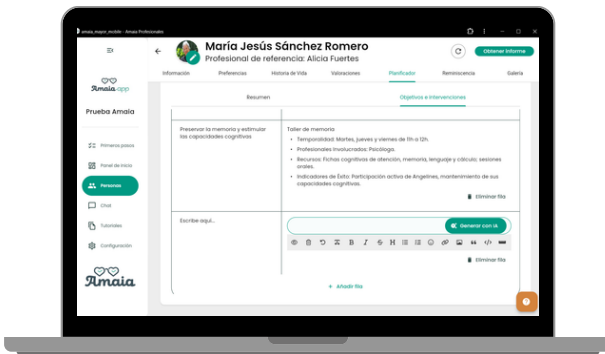 amaia_mayor_mobile - Amaia Profesionales
María Jesús Sánchez Romero
Profesional de referencia: Alicia Fuertes
Obtener informe
Información
Preferencias
Historia de Vida
Valoraciones
Planificador
Reminiscencia
Galería
Amaia.app
Prueba Amaia
Primeros pasos
Panel de inicio
Personas
Chat
Tutoriales
Configuración
Amaia
Resumen
Objetivos e intervenciones
Preservar la memoria y estimular
las capacidades cognitivas
Taller de memoria
• Temporalidad: Martes, jueves y viernes de 11h a 12h.
• Profesionales involucrados: Psicóloga.
• Recursos: Fichas cognitivas de atención, memoria, lenguaje y cálculo, sesiones
orales.
• Indicadores de Éxito: Participación activa de Angelines, mantenimiento de sus
capacidades cognitivas.
Eliminar fila
Escribe aquí...
Generar con IA
B I S H
Eliminar fila
+ Añadir fila
?